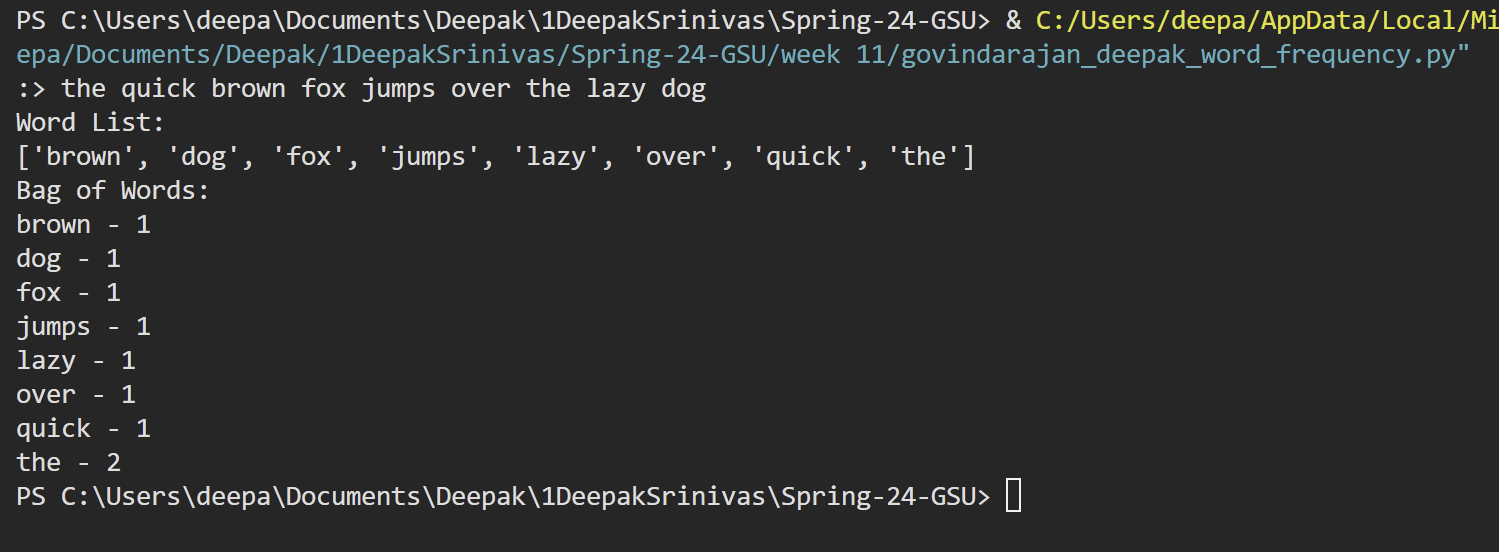 PS C:\Users\deepa\Documents\Deepak\1DeepakSrinivas\Spring-24-GSU> & C:/Users/deepa/AppData/Local/Mi
epa/Documents/Deepak/1DeepakSrinivas/Spring-24-GSU/week 11/govindarajan_deepak_word_frequency.py"
:> the quick brown fox jumps over the lazy dog
Word List:
['brown', 'dog', 'fox', 'jumps', 'lazy', 'over', 'quick', 'the']
Bag of Words:
brown - 1
dog - 1
fox - 1
jumps - 1
lazy - 1
over - 1
quick - 1
the - 2
PS C:\Users\deepa\Documents\Deepak\1DeepakSrinivas\Spring-24-GSU>